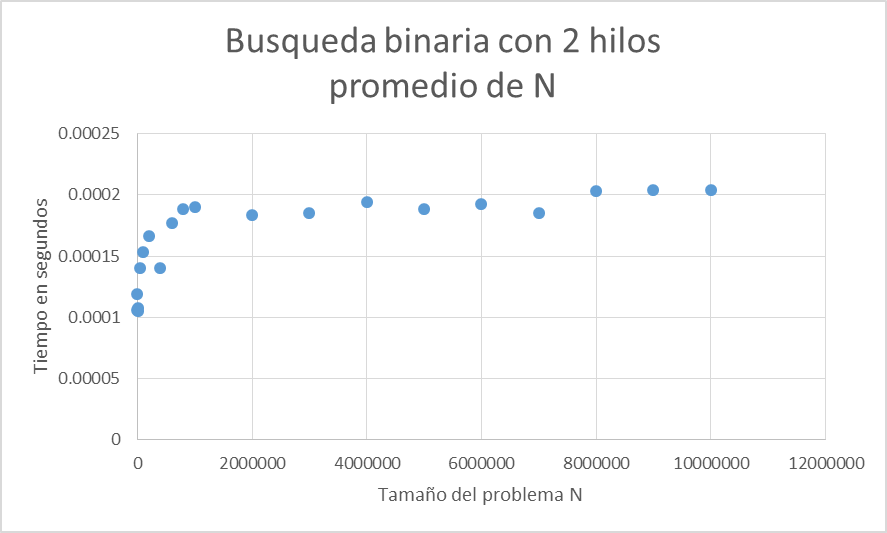 Busqueda binaria con 2 hilos
promedio de N
0.00025
0.0002
0.00015
0.0001
0.00005
0
Tiempo en segundos
0 2000000 4000000 6000000 8000000 10000000 12000000
Tamaño del problema N